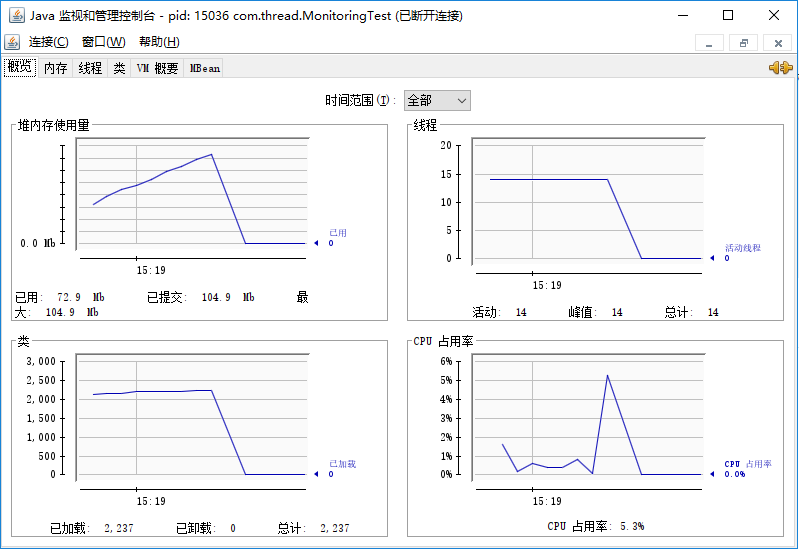 Java 监视和管理控制台 - pid: 15036 com.thread.MonitoringTest (已断开连接)
连接(C) 窗口(W) 帮助(H)
概览 内存 线程 类 VM 概要 MBean
时间范围(T): 全部
堆内存使用量
0.0 Mb
已用
0
15:19
已用: 72.9 Mb 已提交: 104.9 Mb 最
大: 104.9 Mb
线程
20
15
10
5
0
活动线程
0
15:19
活动: 14 峰值: 14 总计: 14
类
3,000
2,500
2,000
1,500
1,000
500
0
已加载
0
15:19
已加载: 2,237 已卸载: 0 总计: 2,237
CPU 占用率
6%
5%
4%
3%
2%
1%
0%
CPU 占用率
0.0%
15:19
CPU 占用率: 5.3%